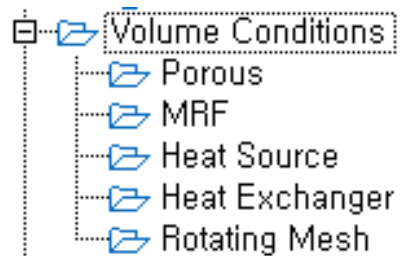 Volume Conditions
Porous
MRF
Heat Source
Heat Exchanger
Rotating Mesh